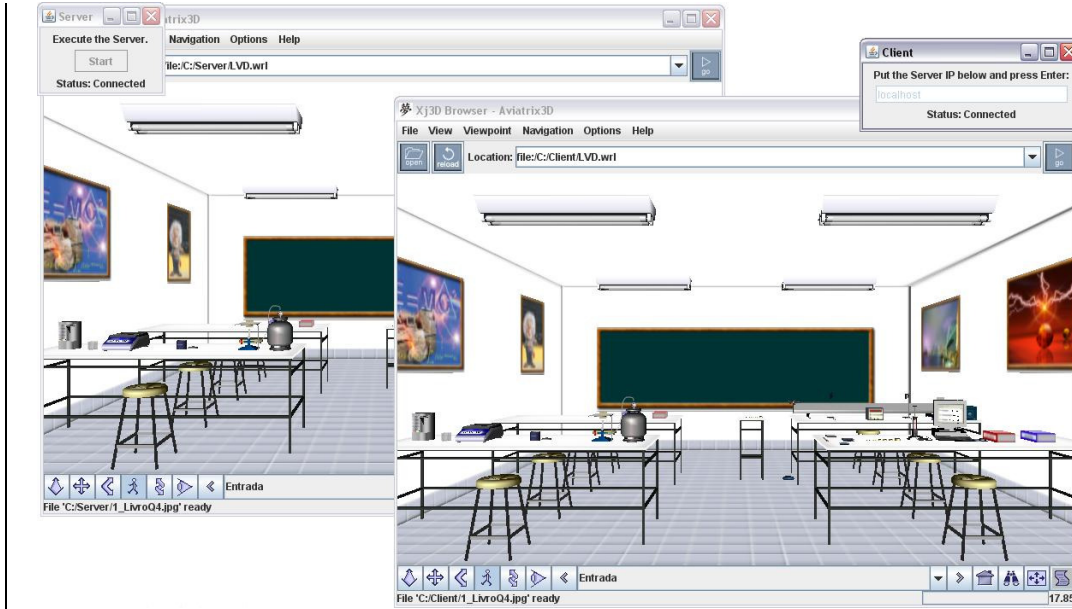 Server
Execute the Server.
Start
Status: Connected
atrix3D
Navigation Options Help
file:/C:/Server/LVD.wrl
go
Entrada
File 'C:/Server/1_LivroQ4.jpg' ready
Xj3D Browser - Aviatrix3D
File View Viewpoint Navigation Options Help
open reload Location: file:/C:/Client/LVD.wrl
go
Entrada
File 'C:/Client/1_LivroQ4.jpg' ready
17.85
Client
Put the Server IP below and press Enter:
localhost
Status: Connected